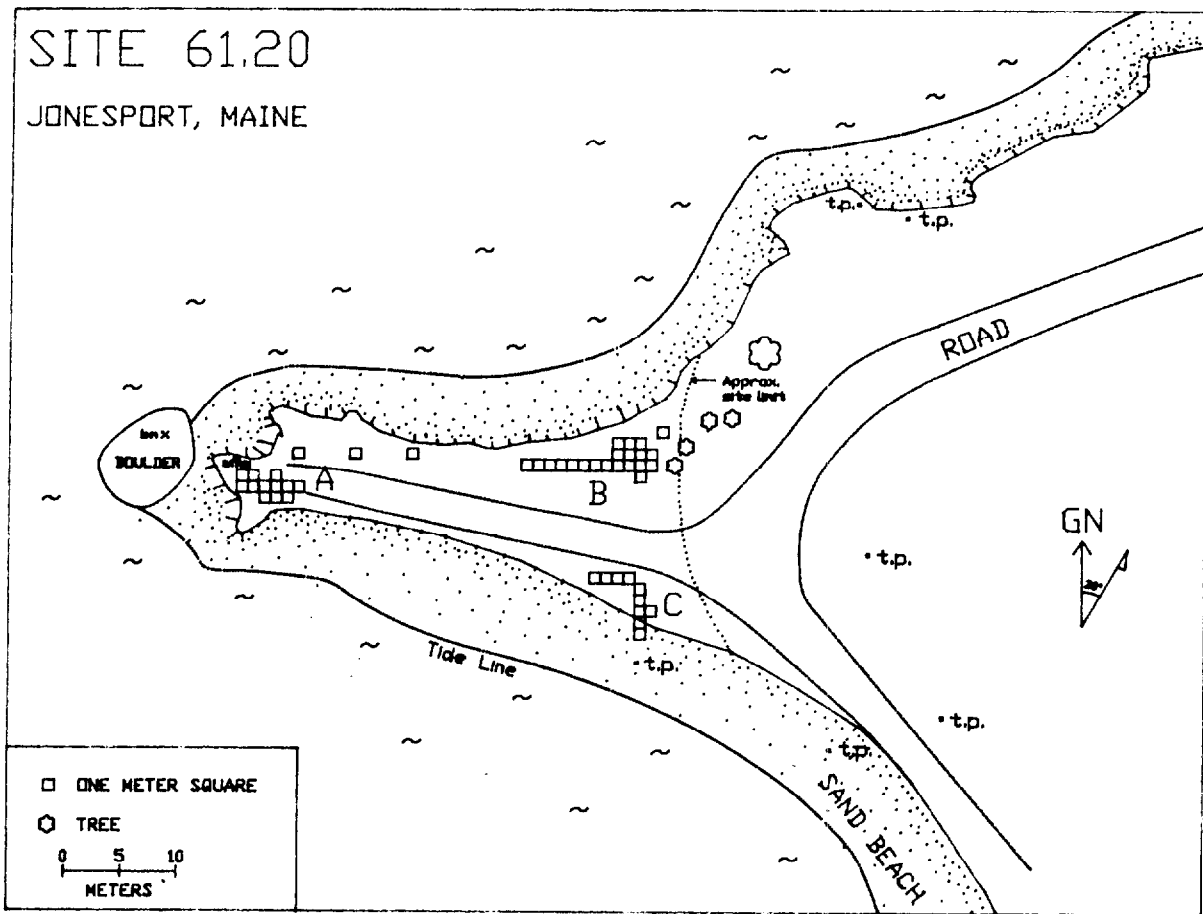 SITE 61.20
JONESPORT, MAINE
t.p.
t.p.
ROAD
Approx.
site limit
bmx
BOULDER
A
B
GN
t.p.
C
t.p.
Tide Line
t.p.
t.p.
SAND BEACH
ONE METER SQUARE
TREE
0 5 10
METERS